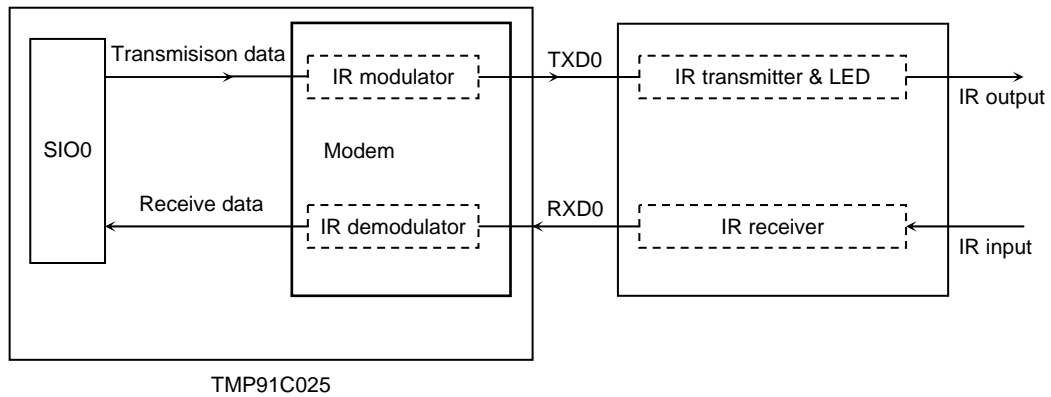 Transmisison data
IR modulator
TXD0
IR transmitter & LED
IR output
SIO0
Modem
Receive data
IR demodulator
RXD0
IR receiver
IR input
TMP91C025